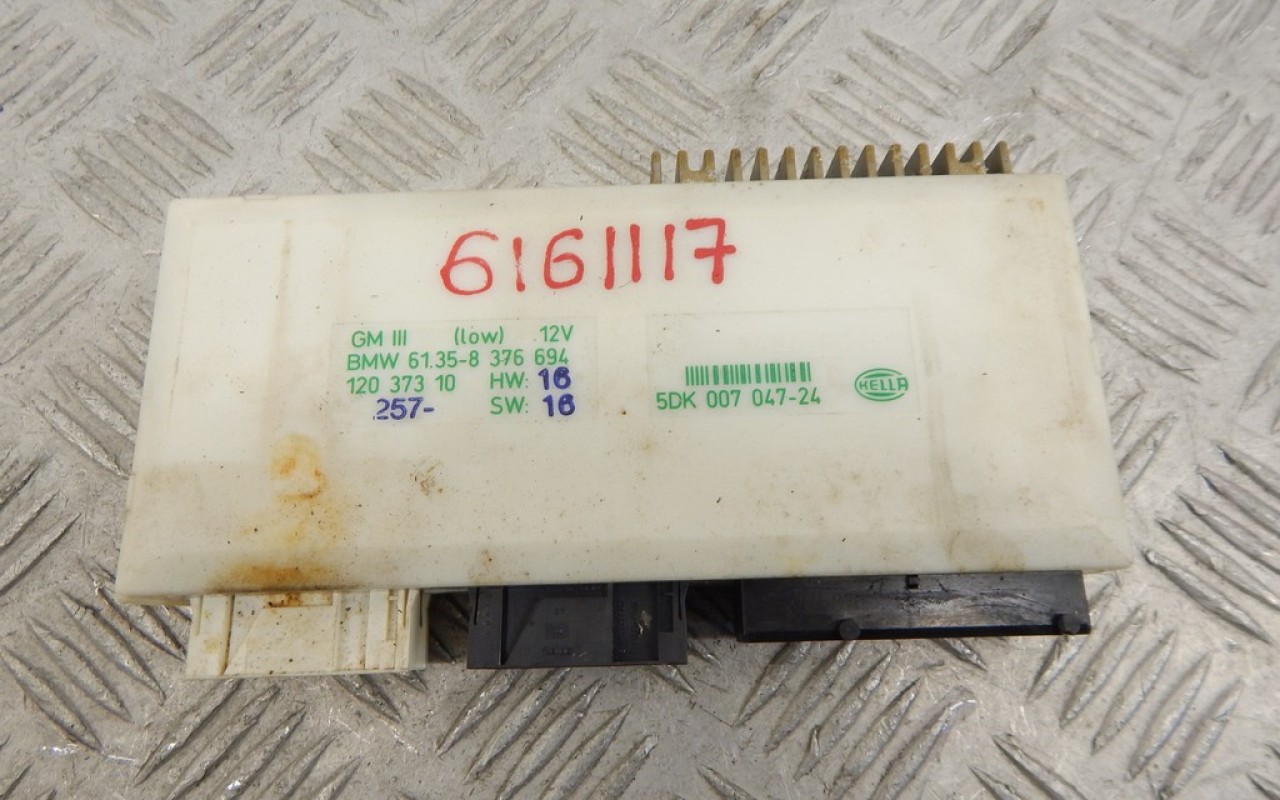 6161117
GM III (low) 12V
BMW 61.35-8 376 694
120 373 10 HW: 16
257- SW: 16
5DK 007 047-24
HELLA